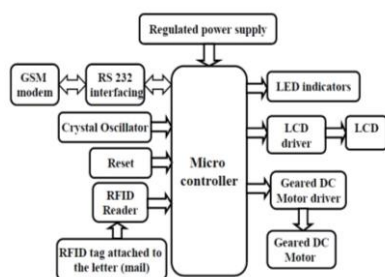 Regulated power supply
GSM
modem
RS 232
interfacing
LED indicators
Crystal Oscillator
LCD
driver
LCD
Reset
Micro
controller
RFID
Reader
Geared DC
Motor driver
RFID tag attached to
the letter (mail)
Geared DC
Motor